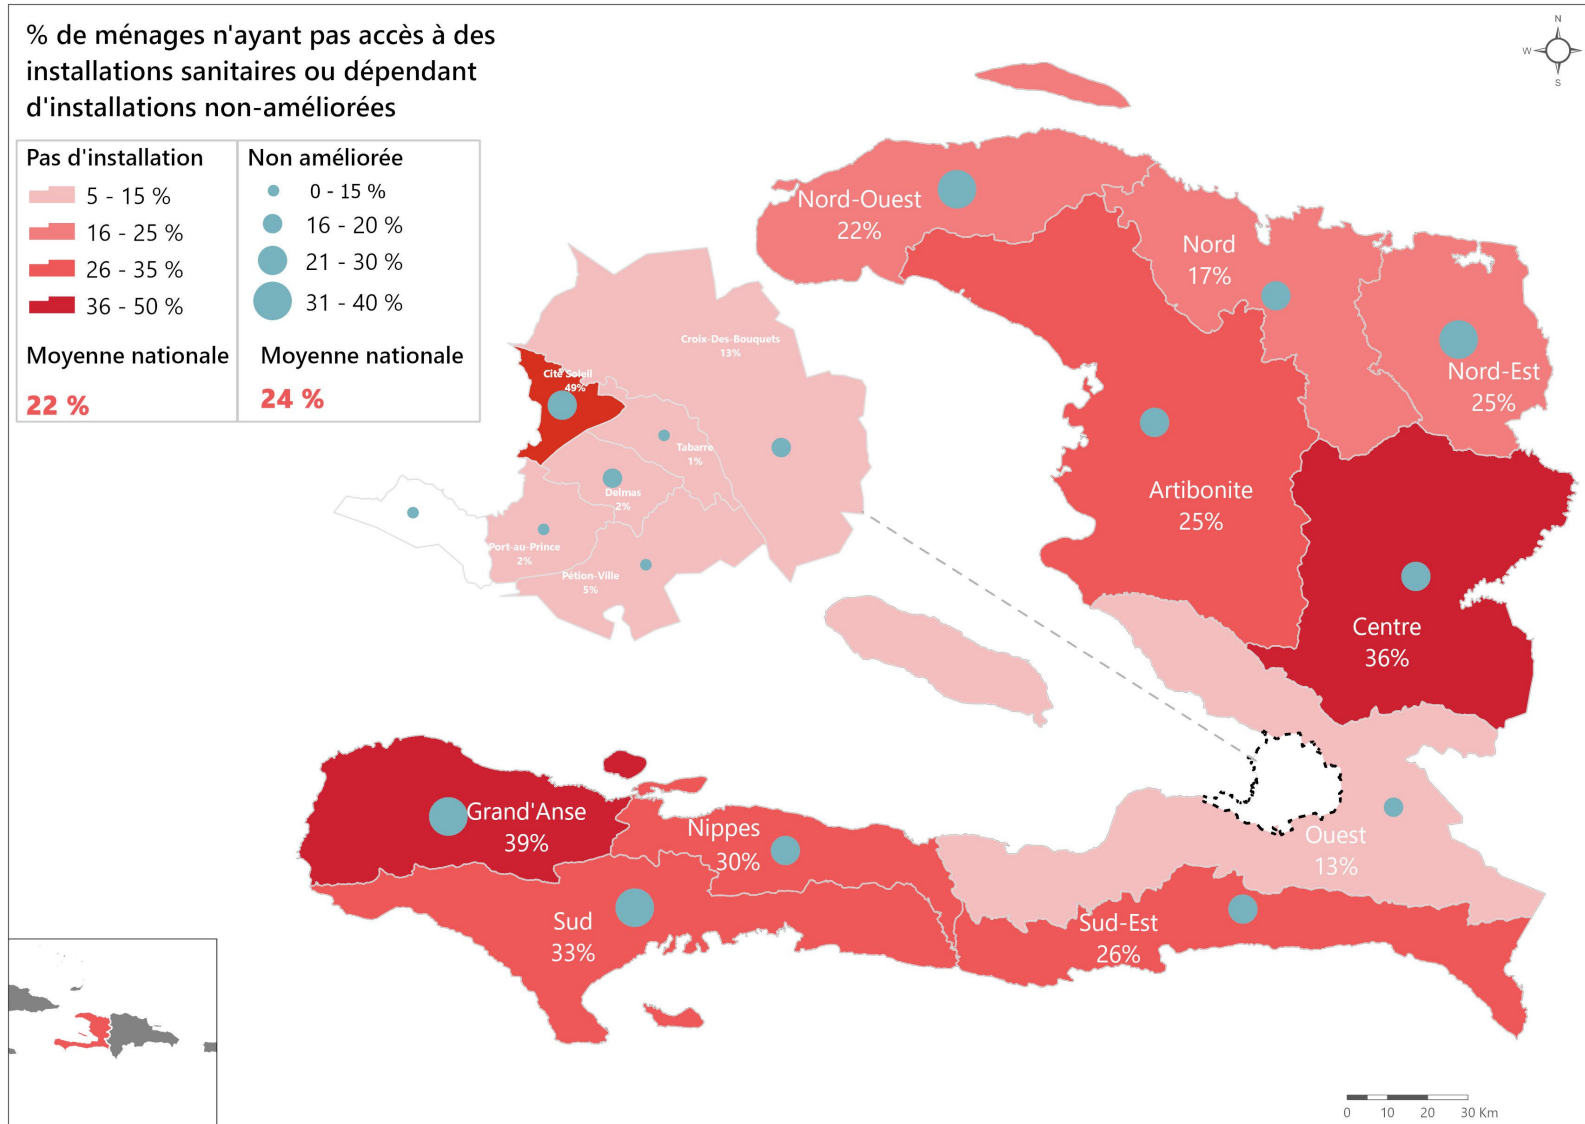 % de ménages n'ayant pas accès à des
installations sanitaires ou dépendant
d'installations non-améliorées
Pas d'installation
5 - 15 %
16 - 25 %
26 - 35 %
36 - 50 %
Moyenne nationale
22 %
Non améliorée
0 - 15 %
16 - 20 %
21 - 30 %
31 - 40 %
Moyenne nationale
24 %
N
W
S
Nord-Ouest
22%
Nord
17%
Nord-Est
25%
Croix-Des-Bouquets
13%
Cité Soleil
49%
Tabarre
1%
Delmas
2%
Port-au-Prince
2%
Pétion-Ville
5%
Artibonite
25%
Centre
36%
Grand'Anse
39%
Nippes
30%
Ouest
13%
Sud
33%
Sud-Est
26%
0 10 20 30 Km